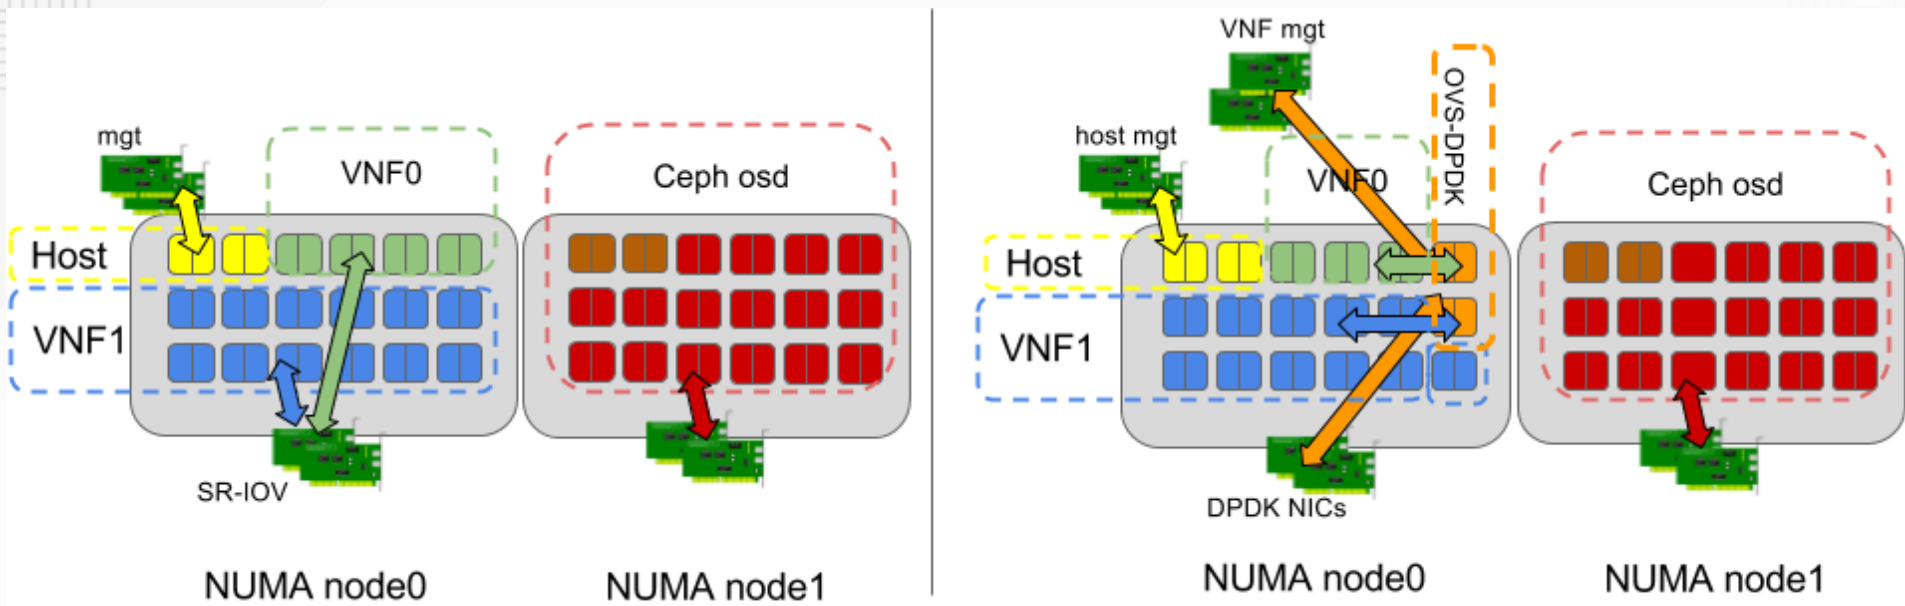 mgt
VNF0
Ceph osd
Host
VNF1
SR-IOV
NUMA node0
NUMA node1
VNF mgt
OVS-DPDK
host mgt
VNF0
Ceph osd
Host
VNF1
DPDK NICs
NUMA node0
NUMA node1